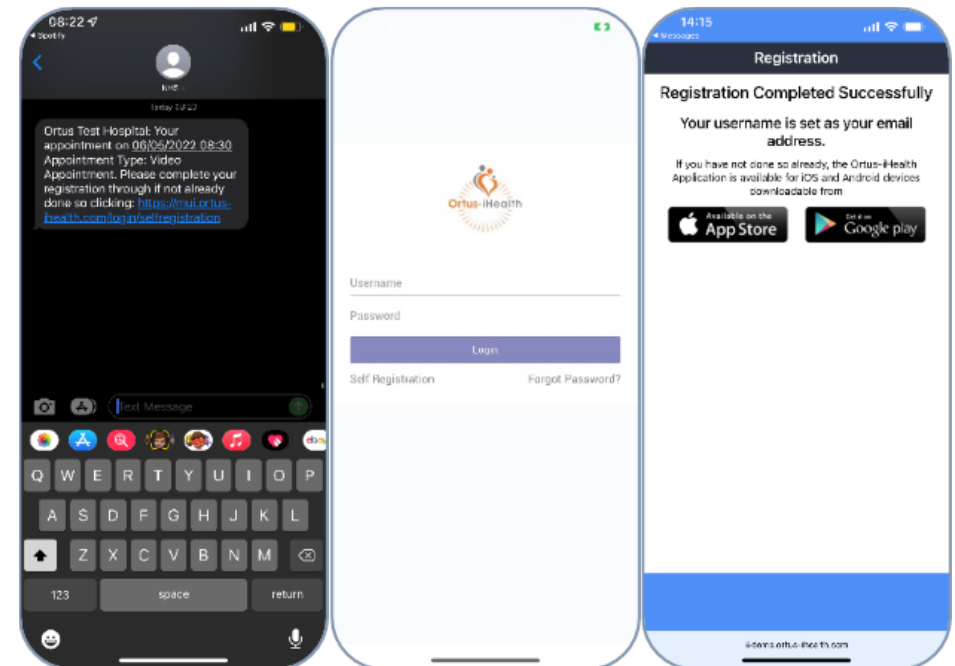 08:22
Spotify
NHS
Today 08:20
Ortus Test Hospital: Your
appointment on 06/05/2022 08:30
Appointment Type: Video
Appointment. Please complete your
registration through if not already
done so clicking: https://mui.ortus-
ihealth.com/login/selfregistration
Text Message
ebay
Q W E R T Y U I O P
A S D F G H J K L
Z X C V B N M
123 space return
Ortus-iHealth
Username
Password
Login
Self Registration Forgot Password?
14:15
Messages
Registration
Registration Completed Successfully
Your username is set as your email
address.
If you have not done so already, the Ortus-iHealth
Application is available for iOS and Android devices
downloadable from
Available on the
App Store
Get it on
Google play